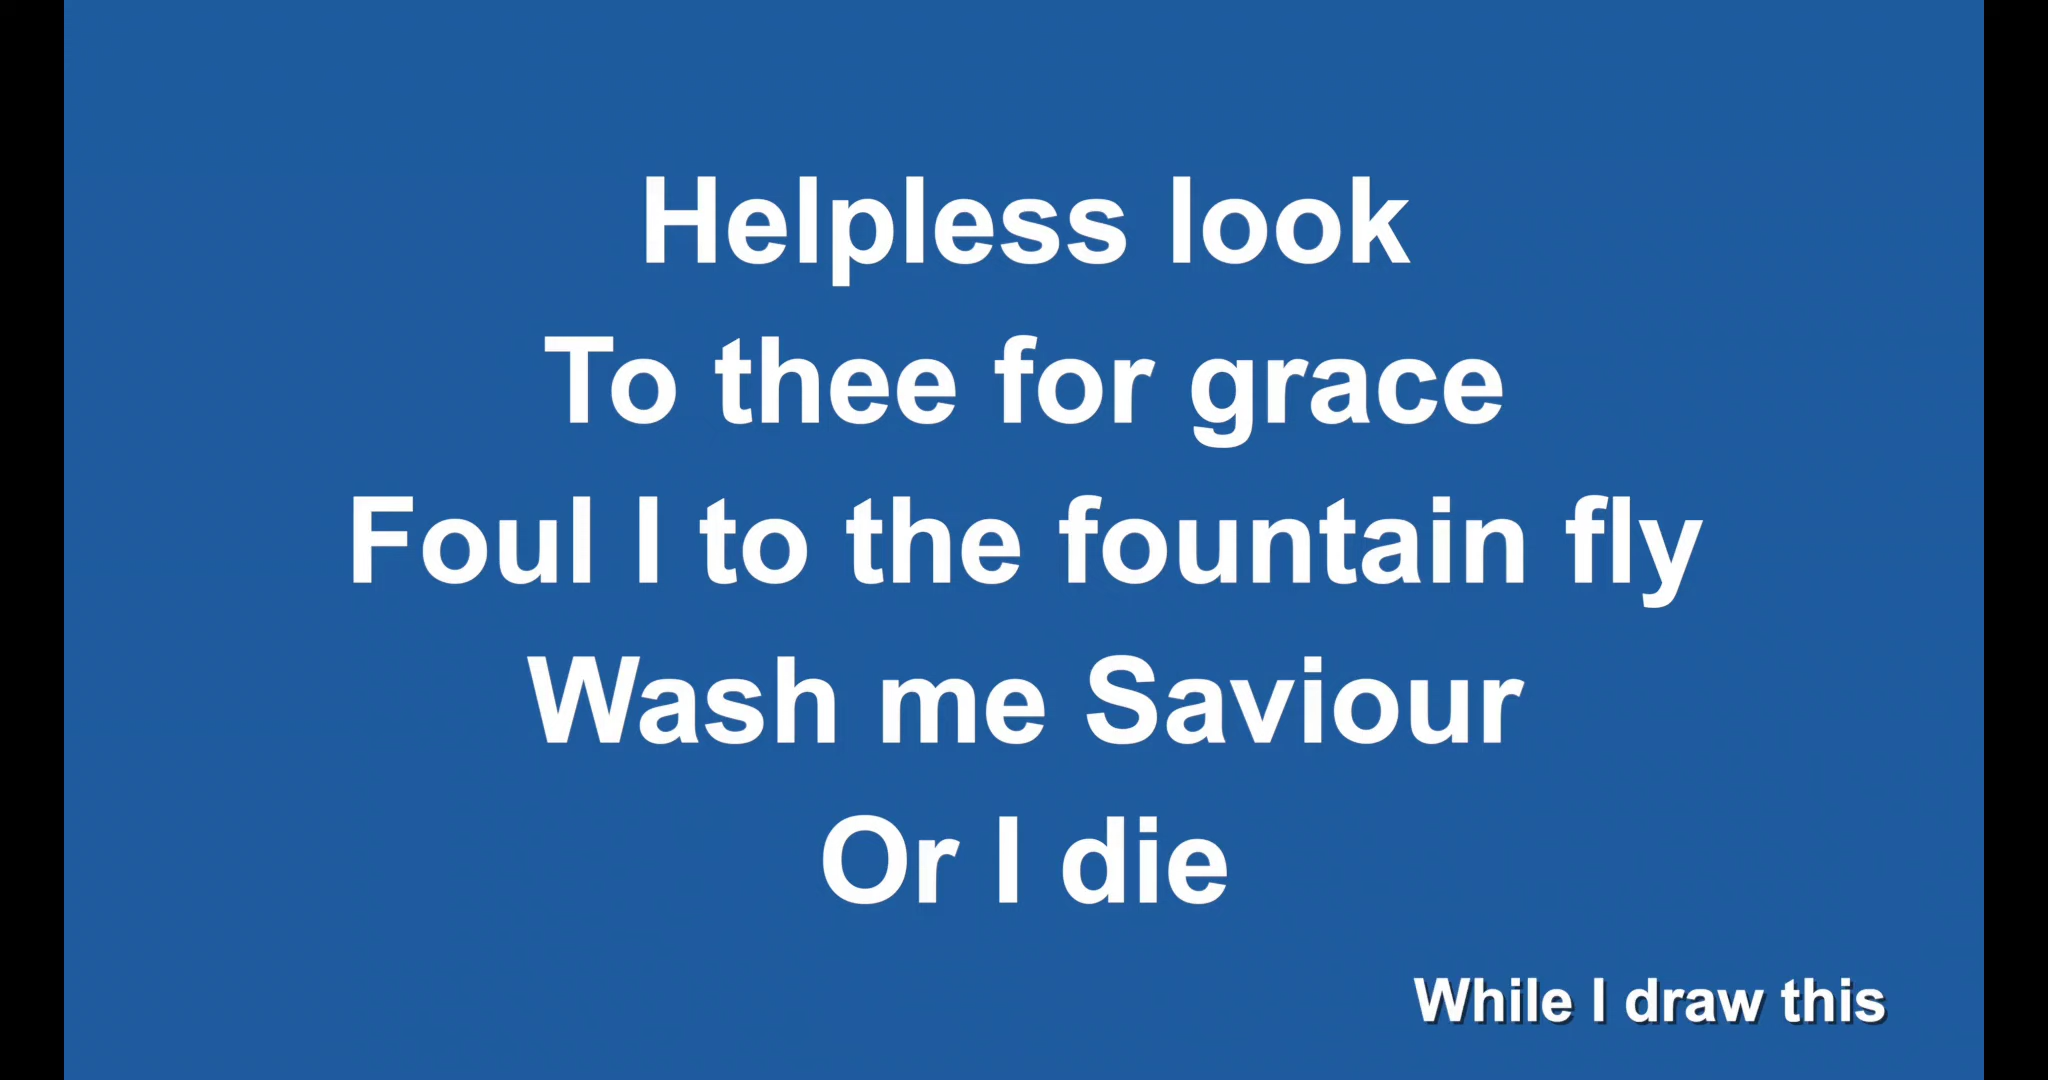 Helpless look
To thee for grace
Foul I to the fountain fly
Wash me Saviour
Or I die
While I draw this